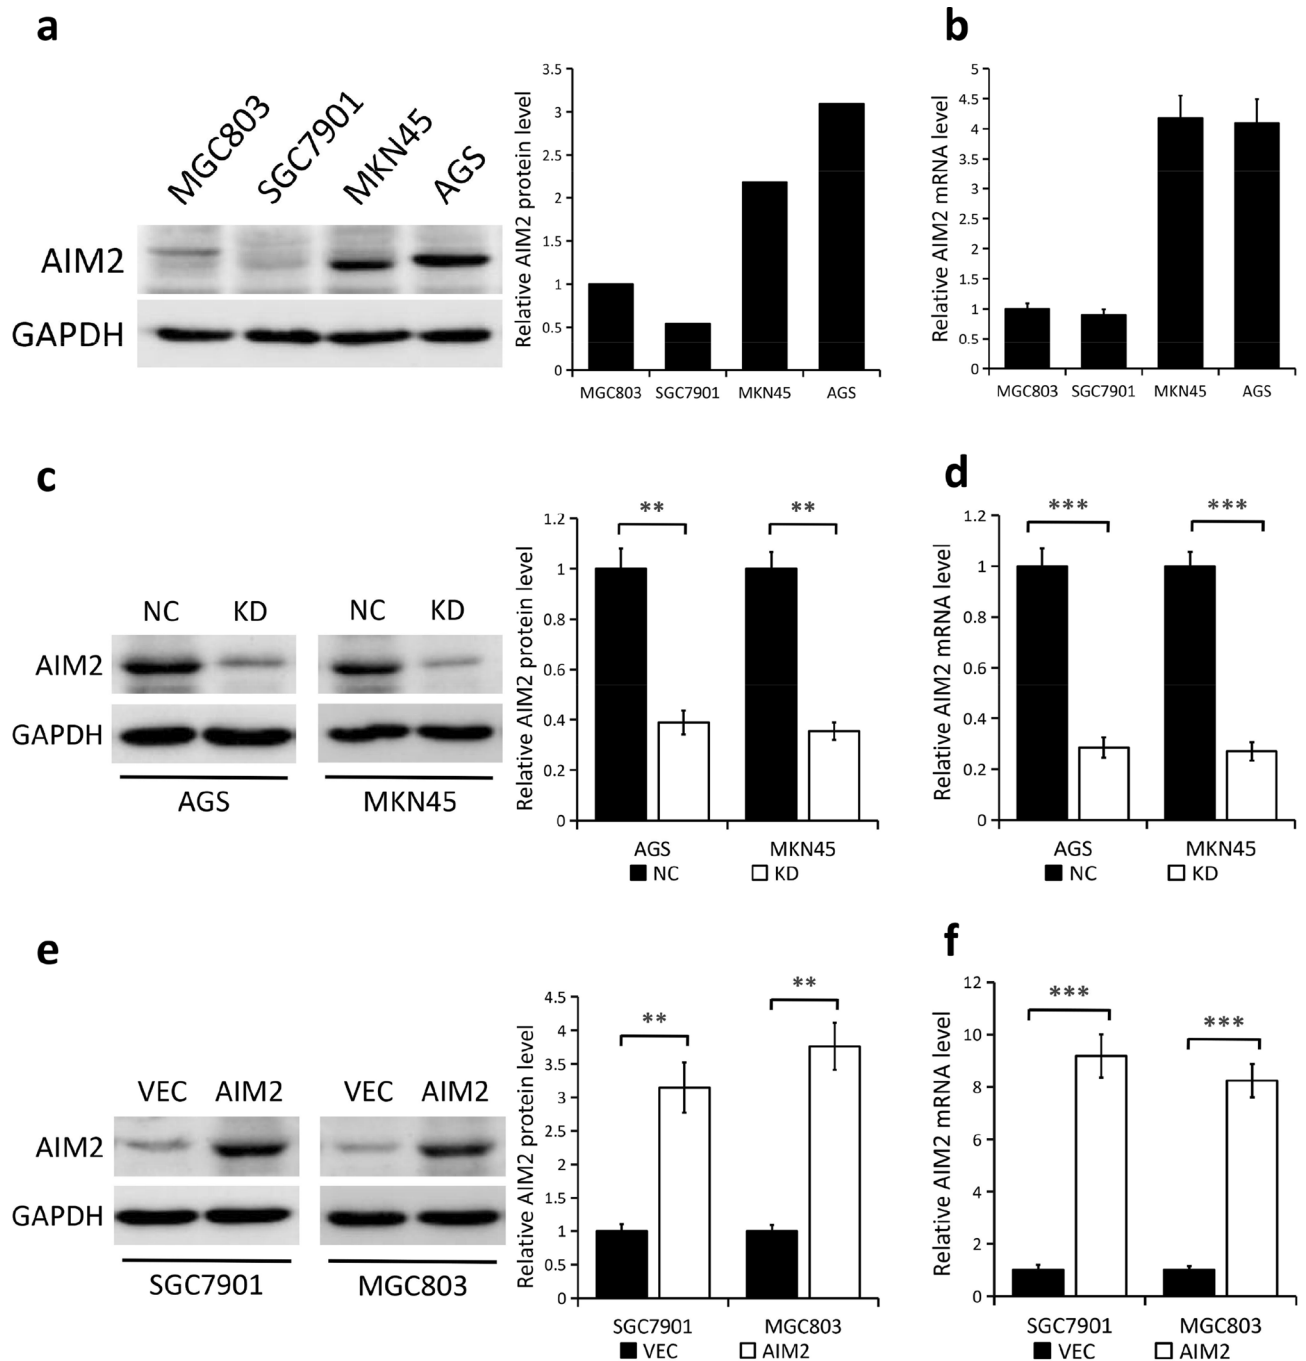 a
MGC803
SGC7901
MKN45
AGS
AIM2
GAPDH
Relative AIM2 protein level
3.5
3
2.5
2
1.5
1
0.5
0
MGC803 SGC7901 MKN45 AGS
b
Relative AIM2 mRNA level
5
4.5
4
3.5
3
2.5
2
1.5
1
0.5
0
MGC803 SGC7901 MKN45 AGS
c
NC KD NC KD
AIM2
GAPDH
AGS MKN45
Relative AIM2 protein level
** **
1.2
1
0.8
0.6
0.4
0.2
0
AGS MKN45
NC KD
d
Relative AIM2 mRNA level
*** ***
1.2
1
0.8
0.6
0.4
0.2
0
AGS MKN45
NC KD
e
VEC AIM2 VEC AIM2
AIM2
GAPDH
SGC7901 MGC803
Relative AIM2 protein level
** **
4.5
4
3.5
3
2.5
2
1.5
1
0.5
0
SGC7901 MGC803
VEC AIM2
f
Relative AIM2 mRNA level
*** ***
12
10
8
6
4
2
0
SGC7901 MGC803
VEC AIM2